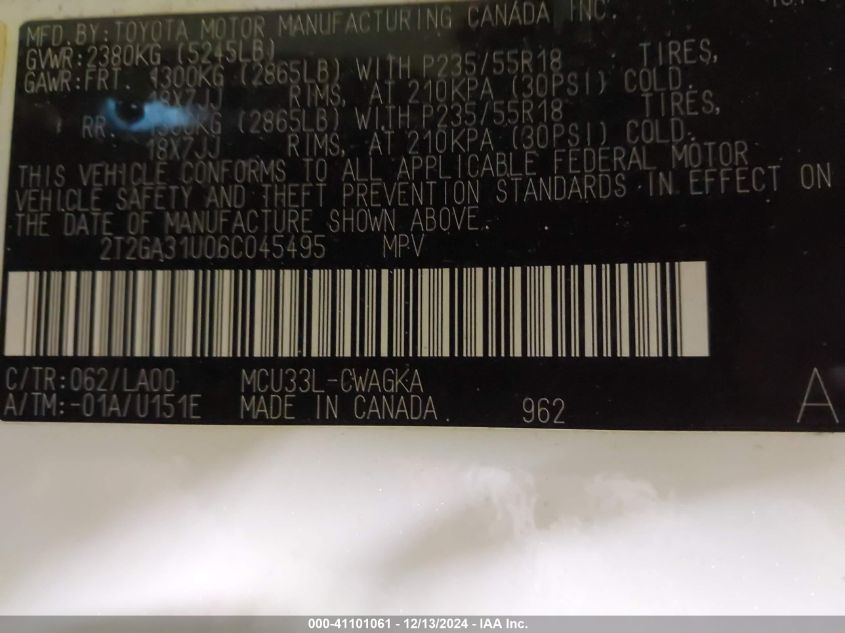 MFD. BY: TOYOTA MOTOR MANUFACTURING CANADA INC.
GVWR: 2380KG (5245LB)
GAWR: FRT. 1300KG (2865LB) WITH P235/55R18 TIRES,
18X7JJ RIMS, AT 210KPA (30PSI) COLD.
RR. 1300KG (2865LB) WITH P235/55R18 TIRES,
18X7JJ RIMS, AT 210KPA (30PSI) COLD.
THIS VEHICLE CONFORMS TO ALL APPLICABLE FEDERAL MOTOR
VEHICLE SAFETY AND THEFT PREVENTION STANDARDS IN EFFECT ON
THE DATE OF MANUFACTURE SHOWN ABOVE.
2T2GA31U06C045495 MPV
C/TR: 062/LA00 MCU33L-CWAGKA
A/TM: -01A/U151E MADE IN CANADA 962 A
000-41101061 - 12/13/2024 - IAA Inc.